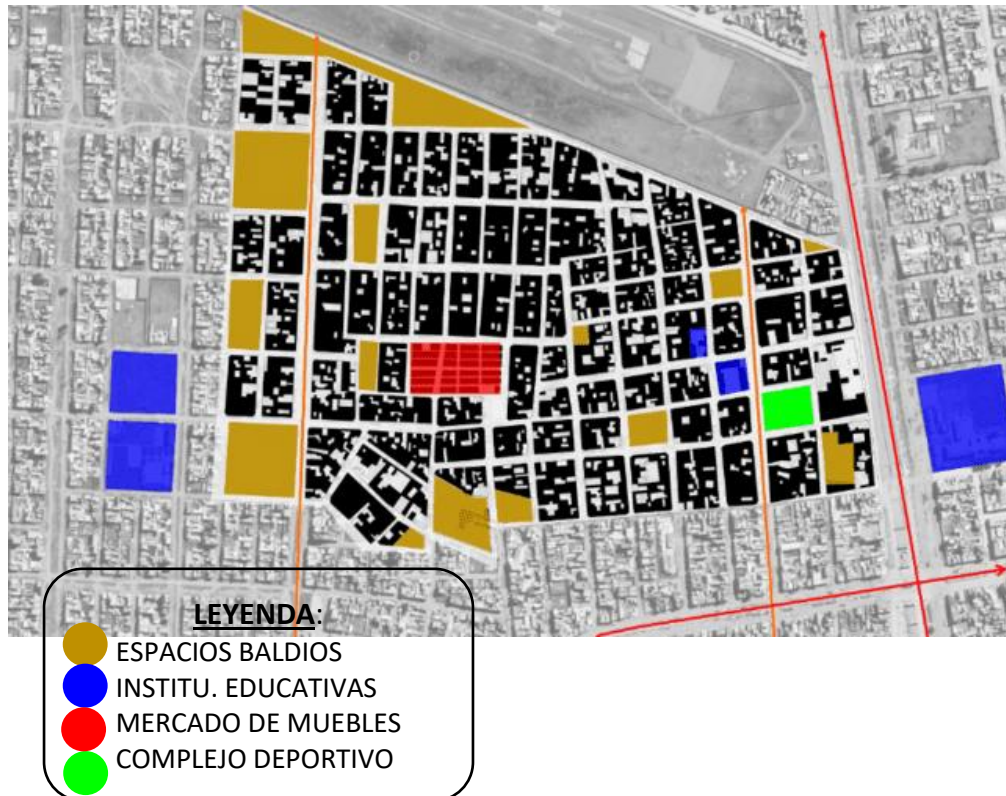 LEYENDA:
ESPACIOS BALDIOS
INSTITU. EDUCATIVAS
MERCADO DE MUEBLES
COMPLEJO DEPORTIVO